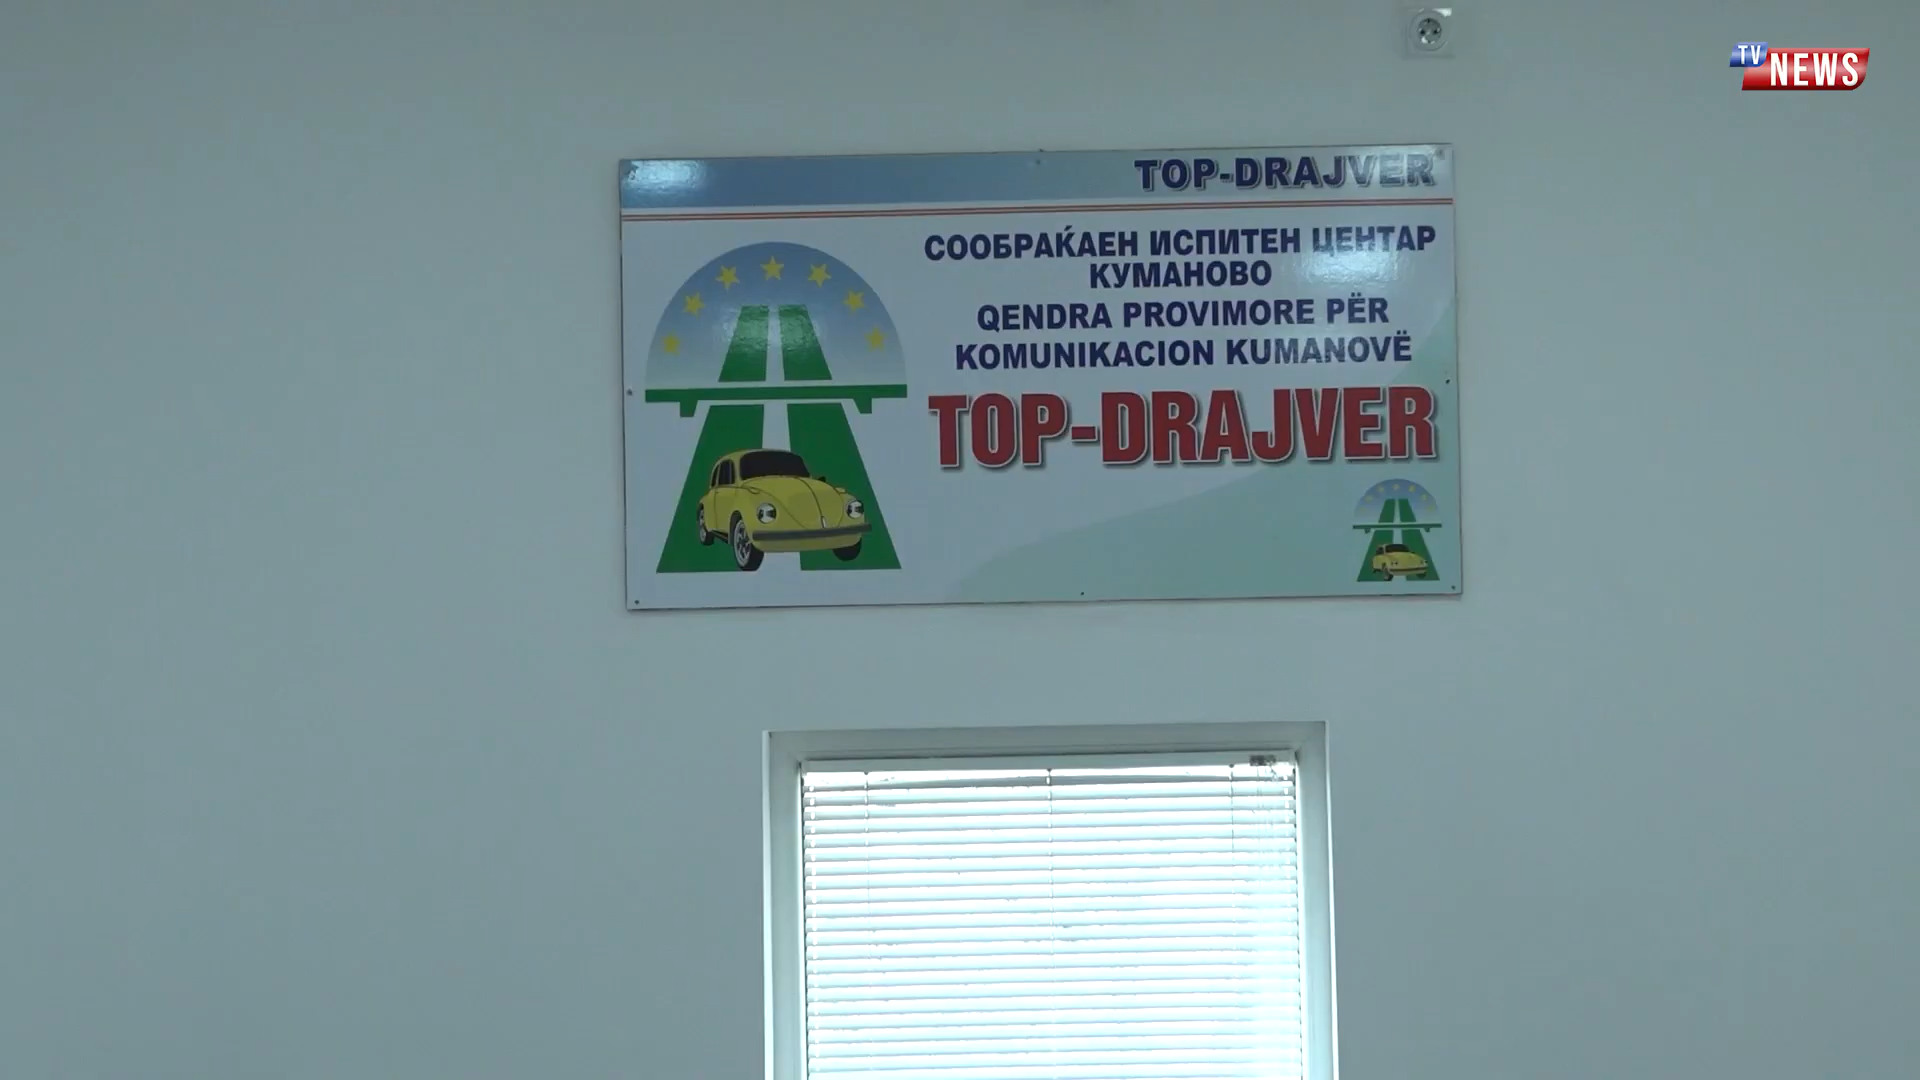 TV NEWS
TOP-DRAJVER
СООБРАЌАЕН ИСПИТЕН ЦЕНТАР
КУМАНОВО
QENDRA PROVIMORE PËR
KOMUNIKACION KUMANOVË
TOP-DRAJVER